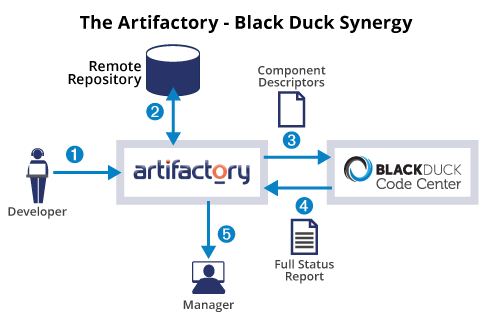 The Artifactory - Black Duck Synergy
Remote
Repository
Component
Descriptors
2
1
3
artifactory
BLACKDUCK
Code Center
Developer
4
5
Full Status
Report
Manager